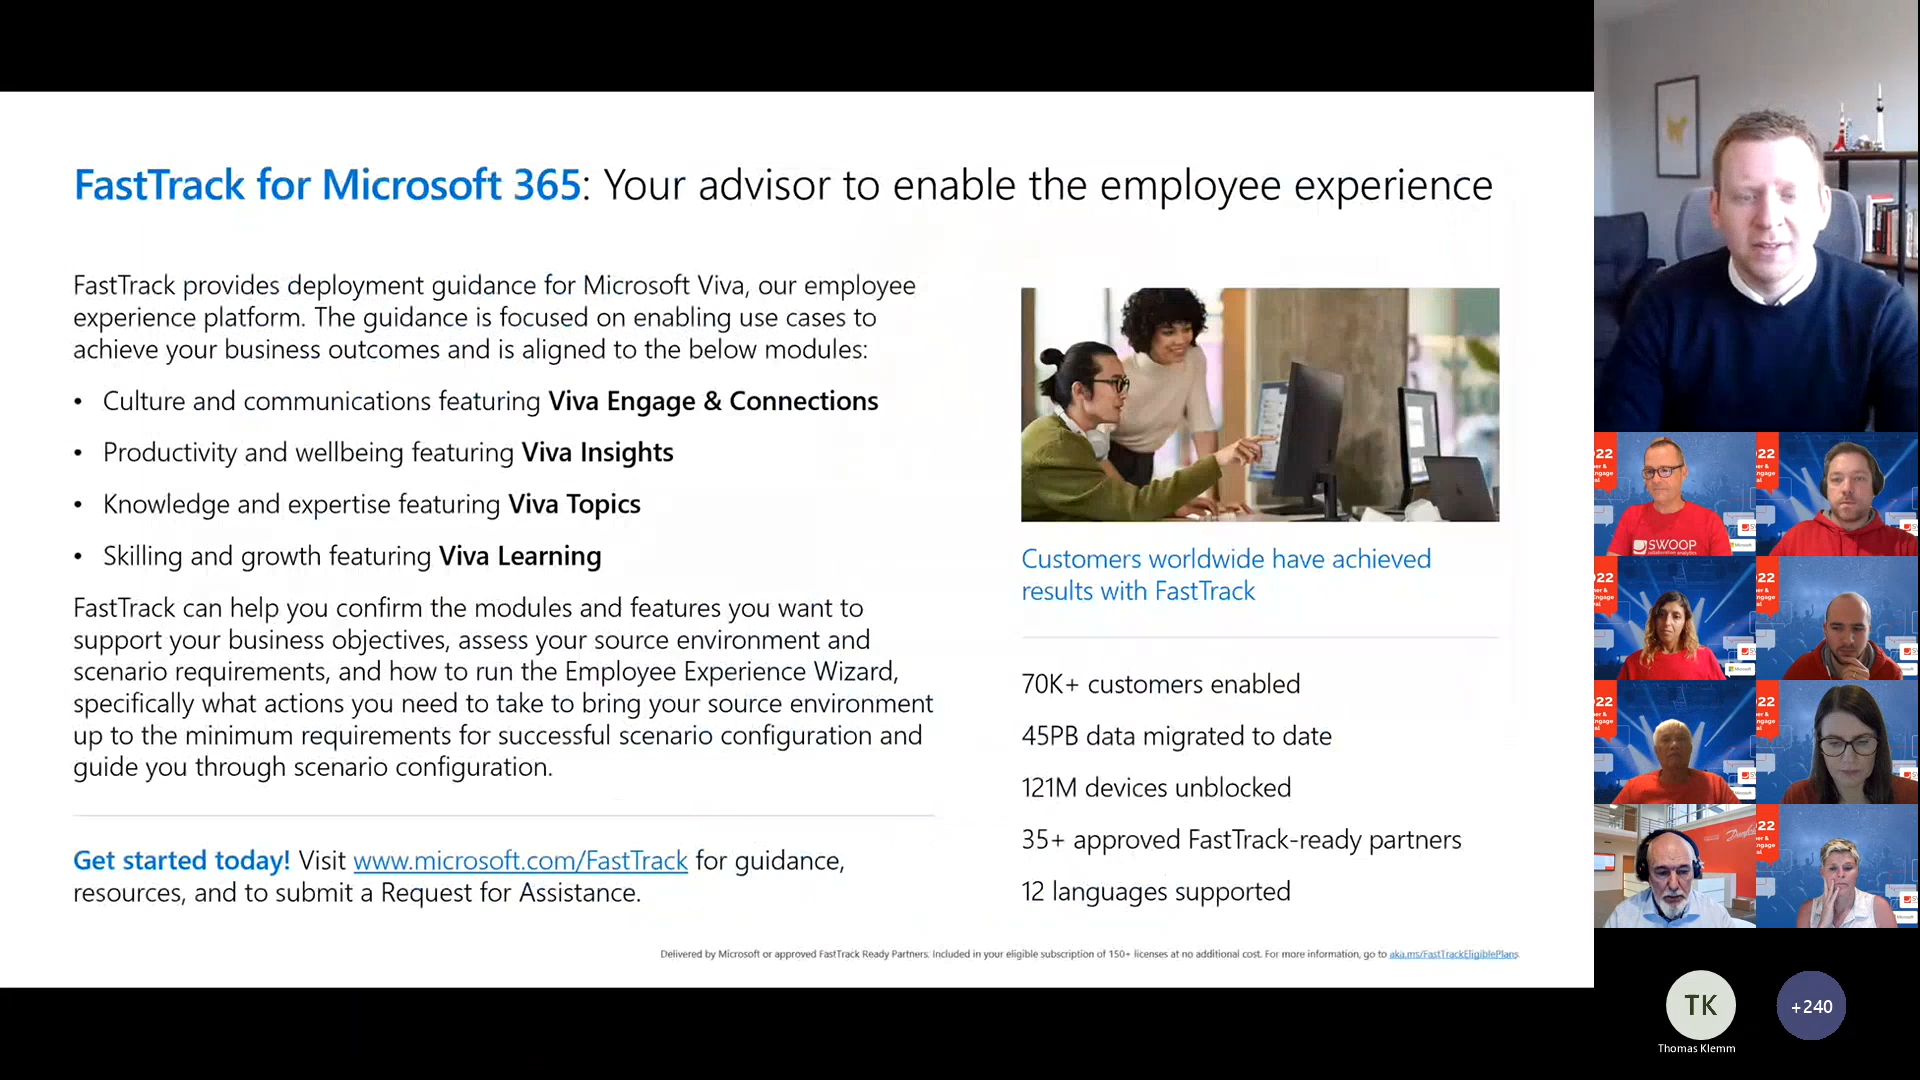 FastTrack for Microsoft 365: Your advisor to enable the employee experience
FastTrack provides deployment guidance for Microsoft Viva, our employee
experience platform. The guidance is focused on enabling use cases to
achieve your business outcomes and is aligned to the below modules:
• Culture and communications featuring Viva Engage & Connections
• Productivity and wellbeing featuring Viva Insights
• Knowledge and expertise featuring Viva Topics
• Skilling and growth featuring Viva Learning
FastTrack can help you confirm the modules and features you want to
support your business objectives, assess your source environment and
scenario requirements, and how to run the Employee Experience Wizard,
specifically what actions you need to take to bring your source environment
up to the minimum requirements for successful scenario configuration and
guide you through scenario configuration.
Get started today! Visit www.microsoft.com/FastTrack for guidance,
resources, and to submit a Request for Assistance.
Customers worldwide have achieved
results with FastTrack
70K+ customers enabled
45PB data migrated to date
121M devices unblocked
35+ approved FastTrack-ready partners
12 languages supported
Delivered by Microsoft or approved FastTrack Ready Partners. Included in your eligible subscription of 150+ licenses at no additional cost. For more information, go to aka.ms/FastTrackEligiblePlans.
SWOOP
Danfoss
TK
+240
Thomas Klemm